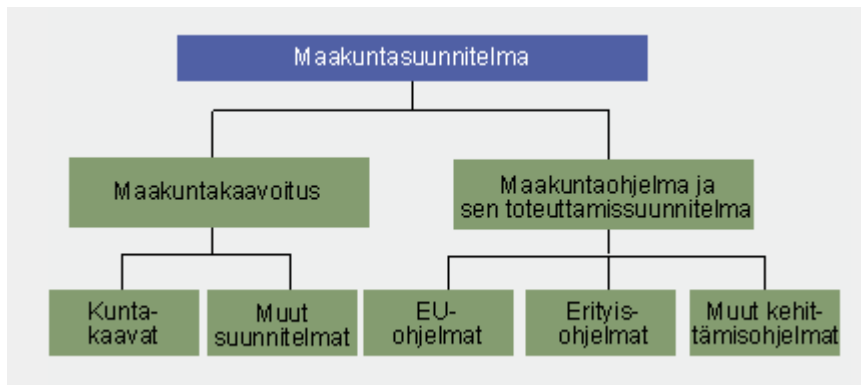 Maakuntasuunnitelma
Maakuntakaavoitus
Maakuntaohjelma ja
sen toteuttamissuunnitelma
Kunta-
kaavat
Muut
suunnitelmat
EU-
ohjelmat
Erityis-
ohjelmat
Muut kehit-
tämisohjelmat